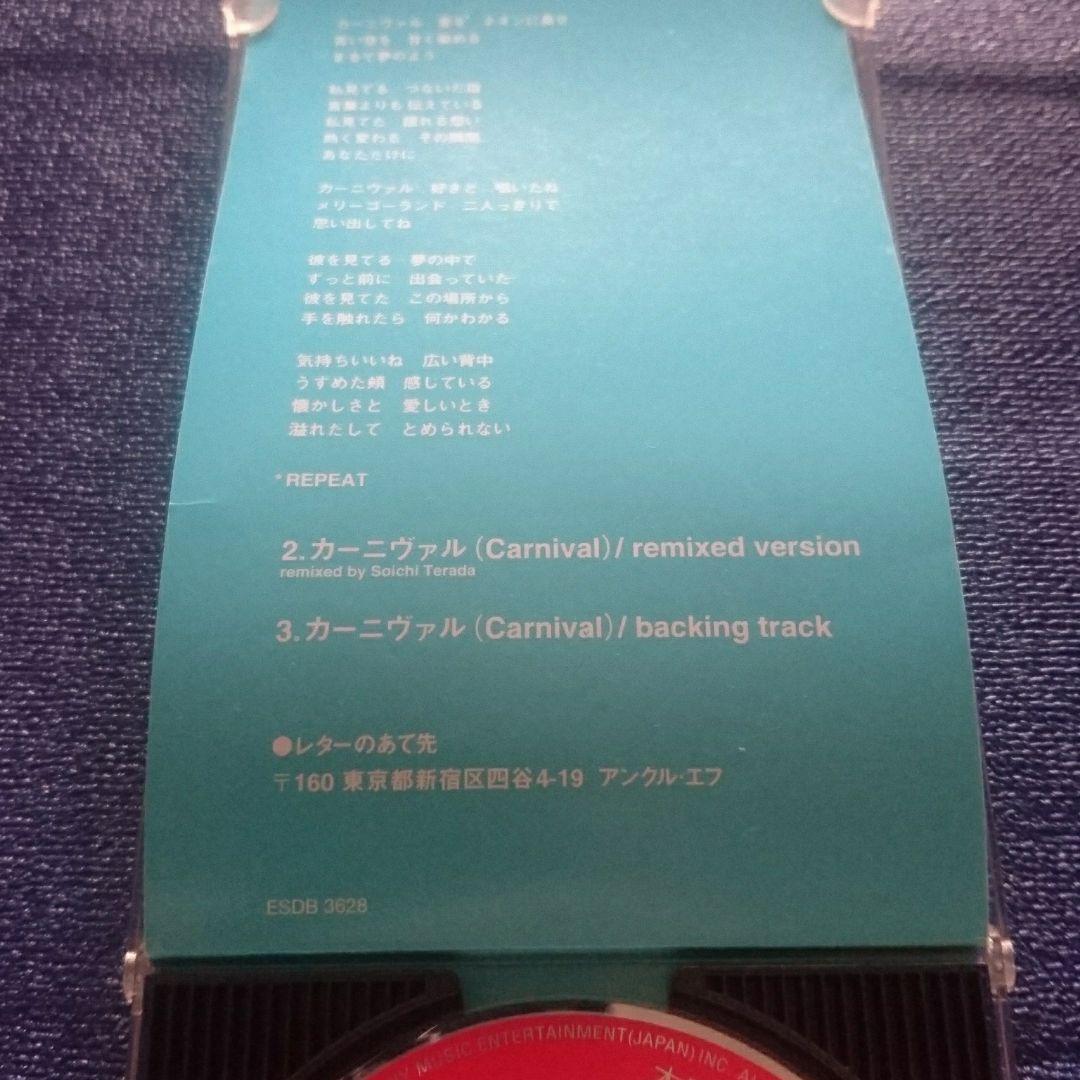 カーニヴァル
まるで夢のよう
私見てる つないだ
言葉よりも 伝えている
私見てた 揺れる想い
熱く変わる その瞬間
あなただけに
カーニヴァル 好きと 囁いたね
メリーゴーランド 二人っきりで
思い出してね
彼を見てる 夢の中で
ずっと前に 出会っていた
彼を見てた この場所から
手を触れたら 何かわかる
気持ちいいね 広い背中
うずめた頬 感じている
懐かしさと 愛しいとき
溢れだして とめられない
*REPEAT
2.カーニヴァル(Carnival)/ remixed version
remixed by Soichi Terada
3.カーニヴァル(Carnival)/ backing track
●レターのあて先
〒160 東京都新宿区四谷4-19 アンクル・エフ
ESDB 3628
MUSIC ENTERTAINMENT(JAPAN)INC.